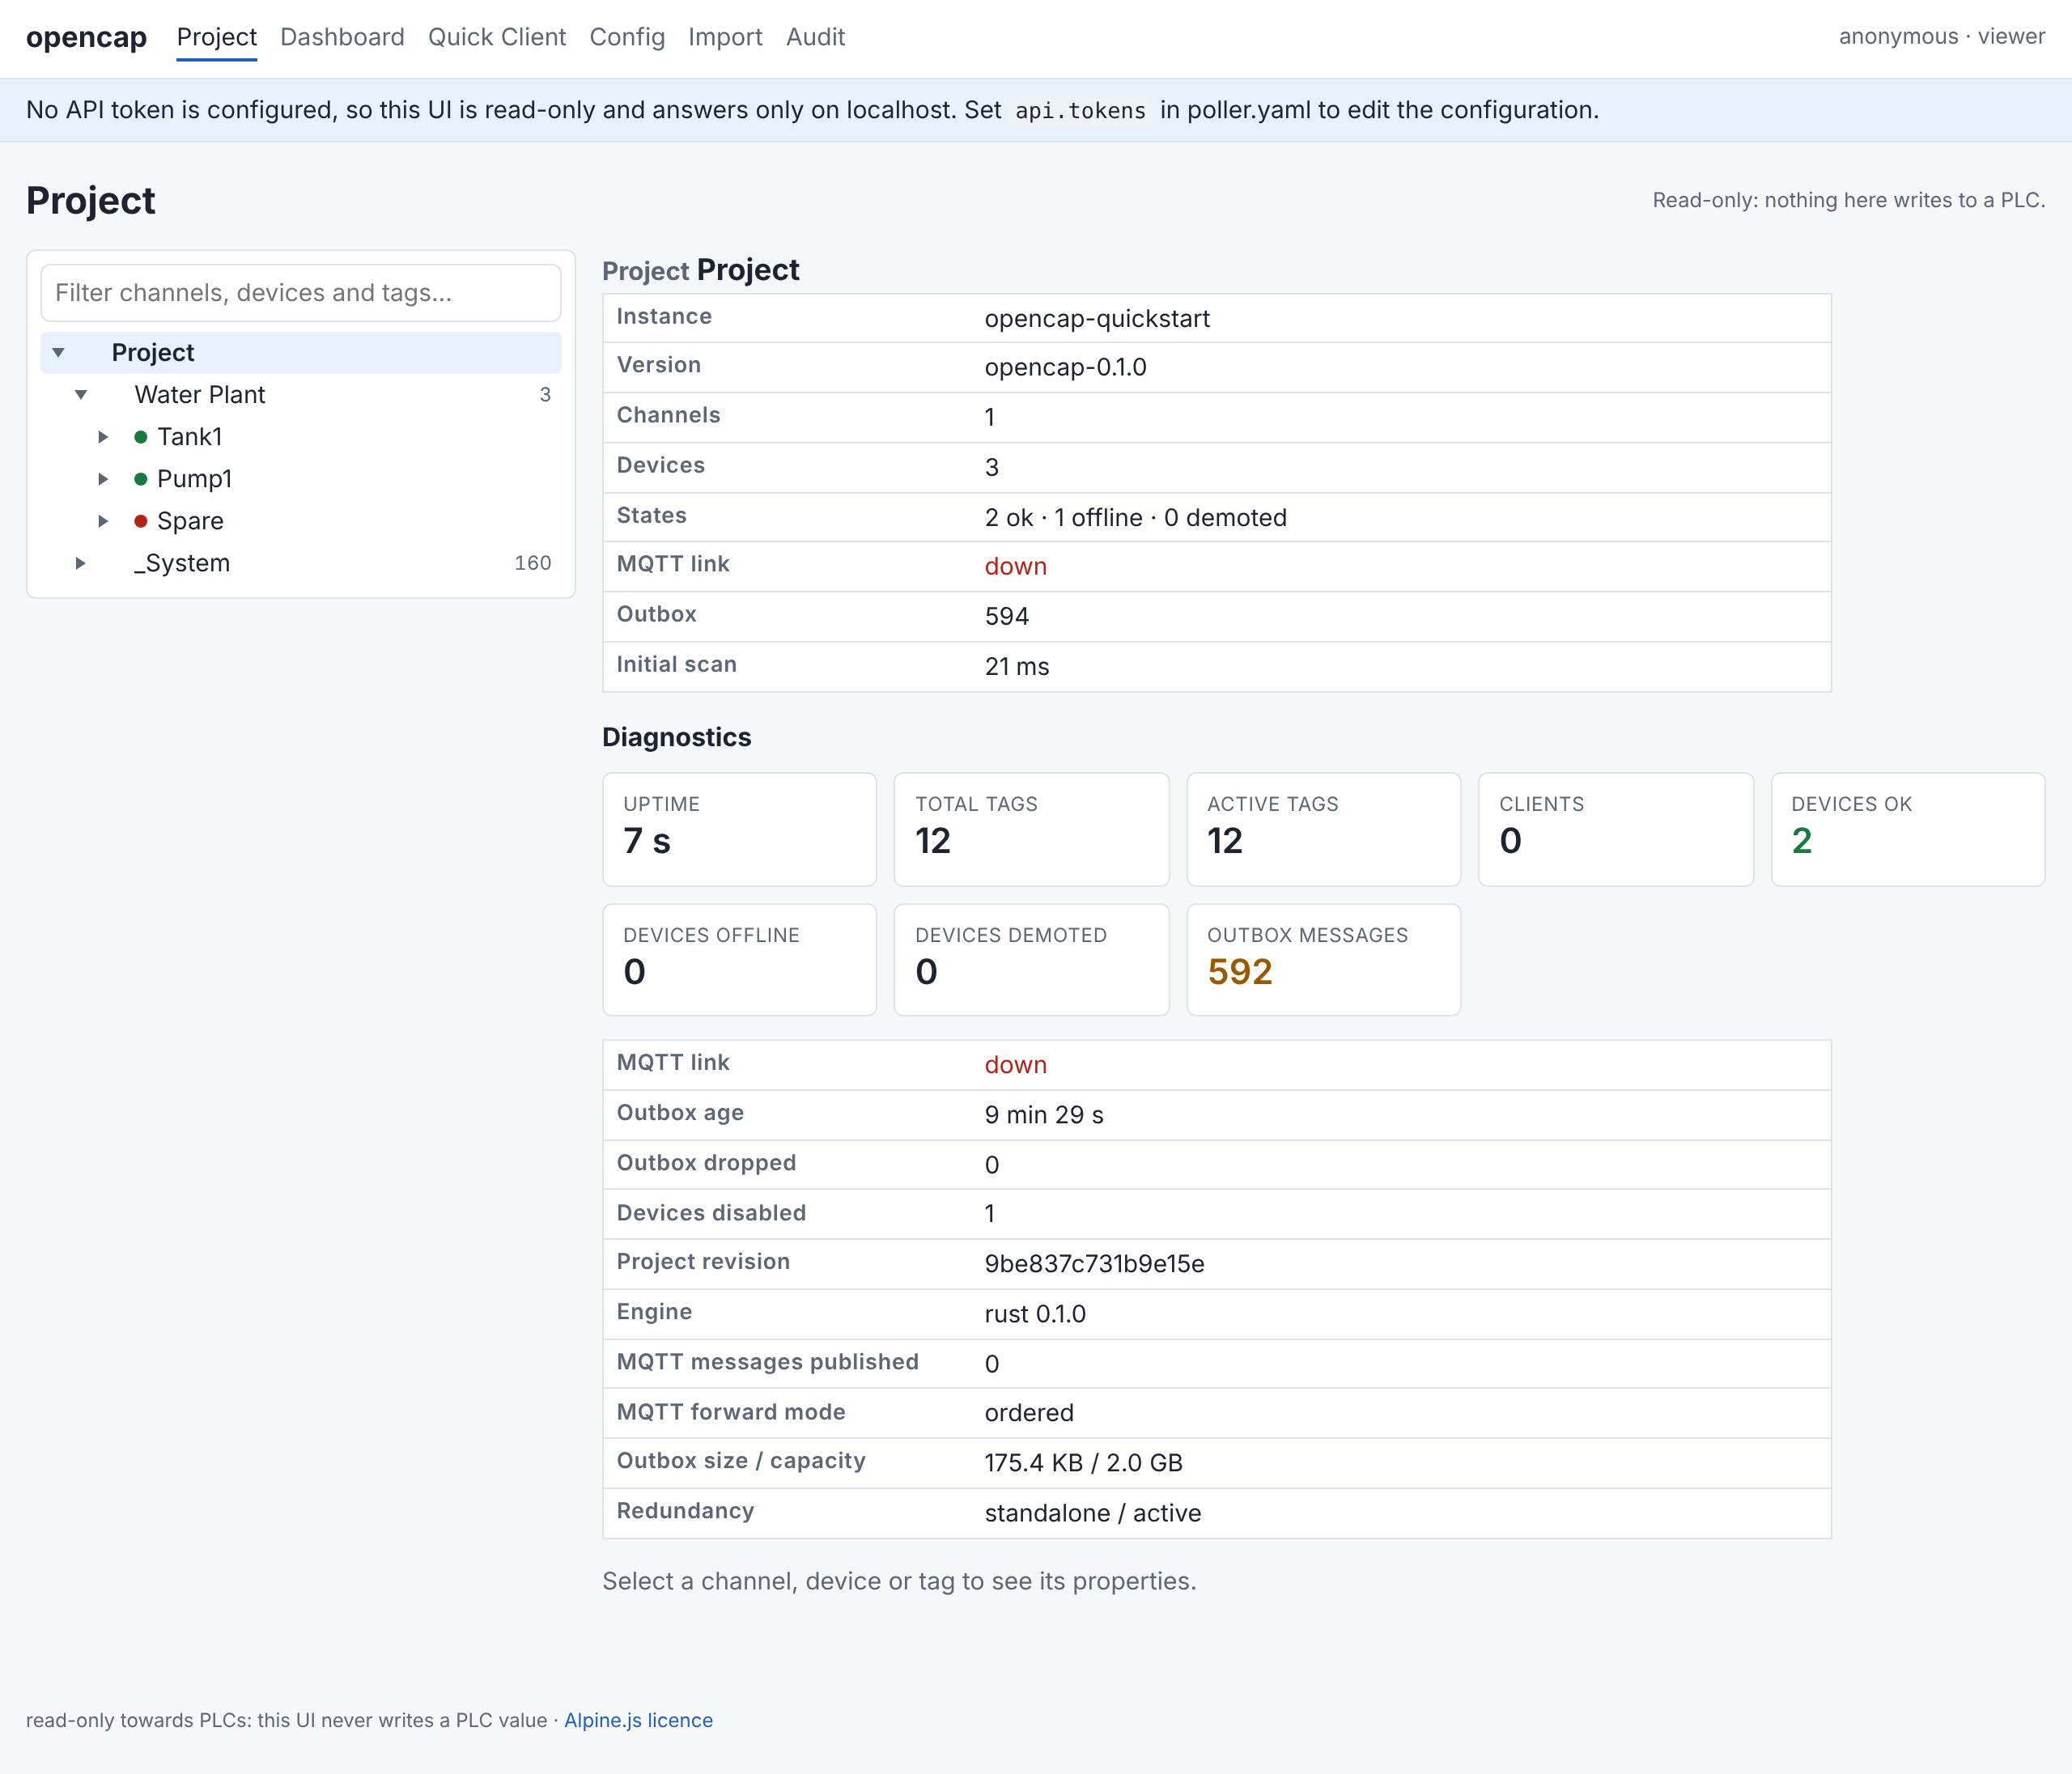 opencap Project Dashboard Quick Client Config Import Audit anonymous · viewer
No API token is configured, so this UI is read-only and answers only on localhost. Set api.tokens in poller.yaml to edit the configuration.
Project
Read-only: nothing here writes to a PLC.
Filter channels, devices and tags...
Project
Water Plant 3
Tank1
Pump1
Spare
_System 160
Project Project
Instance opencap-quickstart
Version opencap-0.1.0
Channels 1
Devices 3
States 2 ok · 1 offline · 0 demoted
MQTT link down
Outbox 594
Initial scan 21 ms
Diagnostics
UPTIME
7 s
TOTAL TAGS
12
ACTIVE TAGS
12
CLIENTS
0
DEVICES OK
2
DEVICES OFFLINE
0
DEVICES DEMOTED
0
OUTBOX MESSAGES
592
MQTT link down
Outbox age 9 min 29 s
Outbox dropped 0
Devices disabled 1
Project revision 9be837c731b9e15e
Engine rust 0.1.0
MQTT messages published 0
MQTT forward mode ordered
Outbox size / capacity 175.4 KB / 2.0 GB
Redundancy standalone / active
Select a channel, device or tag to see its properties.
read-only towards PLCs: this UI never writes a PLC value · Alpine.js licence